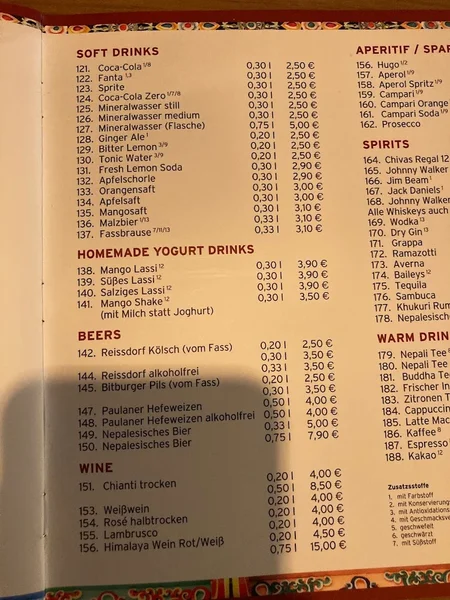 SOFT DRINKS
121. Coca-Cola 1/8 0,30 l 2,50 €
122. Fanta 1,3 0,30 l 2,50 €
123. Sprite 0,30 l 2,50 €
124. Coca-Cola Zero 1/7/8 0,30 l 2,50 €
125. Mineralwasser still 0,30 l 2,50 €
126. Mineralwasser medium 0,30 l 2,50 €
127. Mineralwasser (Flasche) 0,75 l 5,00 €
128. Ginger Ale 1 0,20 l 2,50 €
129. Bitter Lemon 3/9 0,20 l 2,50 €
130. Tonic Water 3/9 0,20 l 2,50 €
131. Fresh Lemon Soda 0,30 l 2,90 €
132. Apfelschorle 0,30 l 2,90 €
133. Orangensaft 0,30 l 3,00 €
134. Apfelsaft 0,30 l 3,00 €
135. Mangosaft 0,30 l 3,10 €
136. Malzbier 1/13 0,33 l 3,10 €
137. Fassbrause 7/11/13 0,33 l 3,10 €
HOMEMADE YOGURT DRINKS
138. Mango Lassi 12 0,30 l 3,90 €
139. Süßes Lassi 12 0,30 l 3,90 €
140. Salziges Lassi 12 0,30 l 3,90 €
141. Mango Shake 12 0,30 l 3,50 €
(mit Milch statt Joghurt)
BEERS
142. Reissdorf Kölsch (vom Fass) 0,20 l 2,50 €
0,30 l 3,50 €
144. Reissdorf alkoholfrei 0,33 l 3,50 €
145. Bitburger Pils (vom Fass) 0,20 l 2,50 €
0,30 l 3,50 €
147. Paulaner Hefeweizen 0,50 l 4,00 €
148. Paulaner Hefeweizen alkoholfrei 0,50 l 4,00 €
149. Nepalesisches Bier 0,33 l 5,00 €
150. Nepalesisches Bier 0,75 l 7,90 €
WINE
151. Chianti trocken 0,20 l 4,00 €
0,50 l 8,50 €
153. Weißwein 0,20 l 4,00 €
154. Rosé halbtrocken 0,20 l 4,00 €
155. Lambrusco 0,20 l 4,00 €
156. Himalaya Wein Rot/Weiß 0,20 l 4,50 €
0,75 l 15,00 €
APERITIF / SPAR
156. Hugo 1/2
157. Aperol 1/9
158. Aperol Spritz 1/9
159. Campari 1/9
160. Campari Orange
161. Campari Soda 1/9
162. Prosecco
SPIRITS
164. Chivas Regal 12
165. Johnny Walker
166. Jim Beam 1
167. Jack Daniels 1
168. Johnny Walker
Alle Whiskeys auch
169. Wodka 13
170. Dry Gin 13
171. Grappa
172. Ramazotti
173. Averna
174. Baileys 12
175. Tequila
176. Sambuca
177. Khukuri Rum
178. Nepalesische
WARM DRIN
179. Nepali Tee
180. Nepali Tee
181. Buddha Te
182. Frischer In
183. Zitronen T
184. Cappuccin
185. Latte Mac
186. Kaffee 8
187. Espresso
188. Kakao 12
Zusatzstoffe
1. mit Farbstoff
2. mit Konservierung
3. mit Antioxidations
4. mit Geschmacksve
5. geschwefelt
6. geschwärzt
7. mit Süßstoff